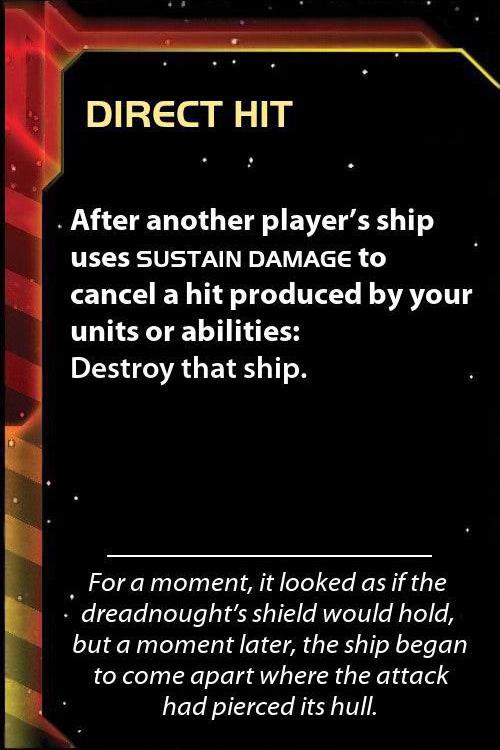 DIRECT HIT
After another player's ship
uses SUSTAIN DAMAGE to
cancel a hit produced by your
units or abilities:
Destroy that ship.
For a moment, it looked as if the
dreadnought's shield would hold,
but a moment later, the ship began
to come apart where the attack
had pierced its hull.